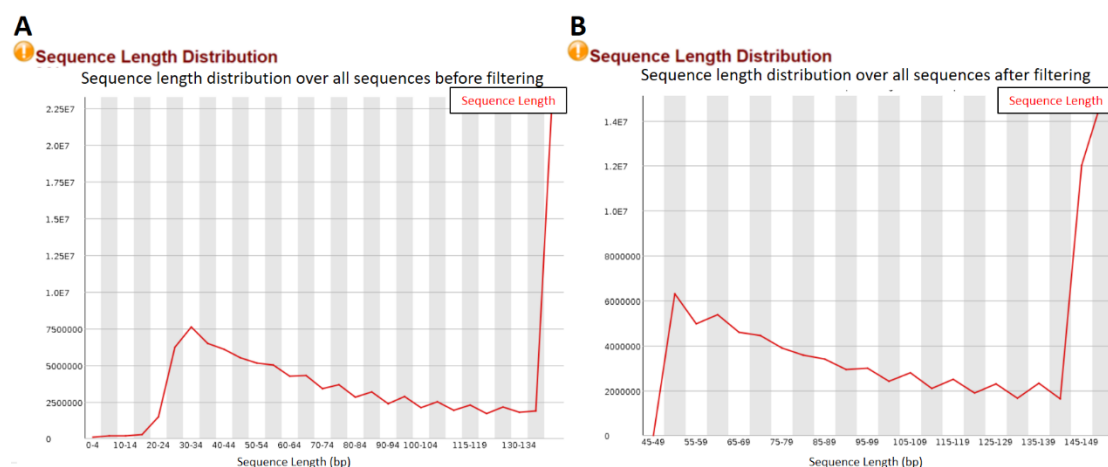 A
Sequence Length Distribution
Sequence length distribution over all sequences before filtering
Sequence Length
2.25E7
2.0E7
1.75E7
1.5E7
1.25E7
1.0E7
7500000
5000000
2500000
0
0-4 10-14 20-24 30-34 40-44 50-54 60-64 70-74 80-84 90-94 100-104 115-119 130-134
Sequence Length (bp)
B
Sequence Length Distribution
Sequence length distribution over all sequences after filtering
Sequence Length
1.4E7
1.2E7
1.0E7
8000000
6000000
4000000
2000000
0
45-49 55-59 65-69 75-79 85-89 95-99 105-109 115-119 125-129 135-139 145-149
Sequence Length (bp)